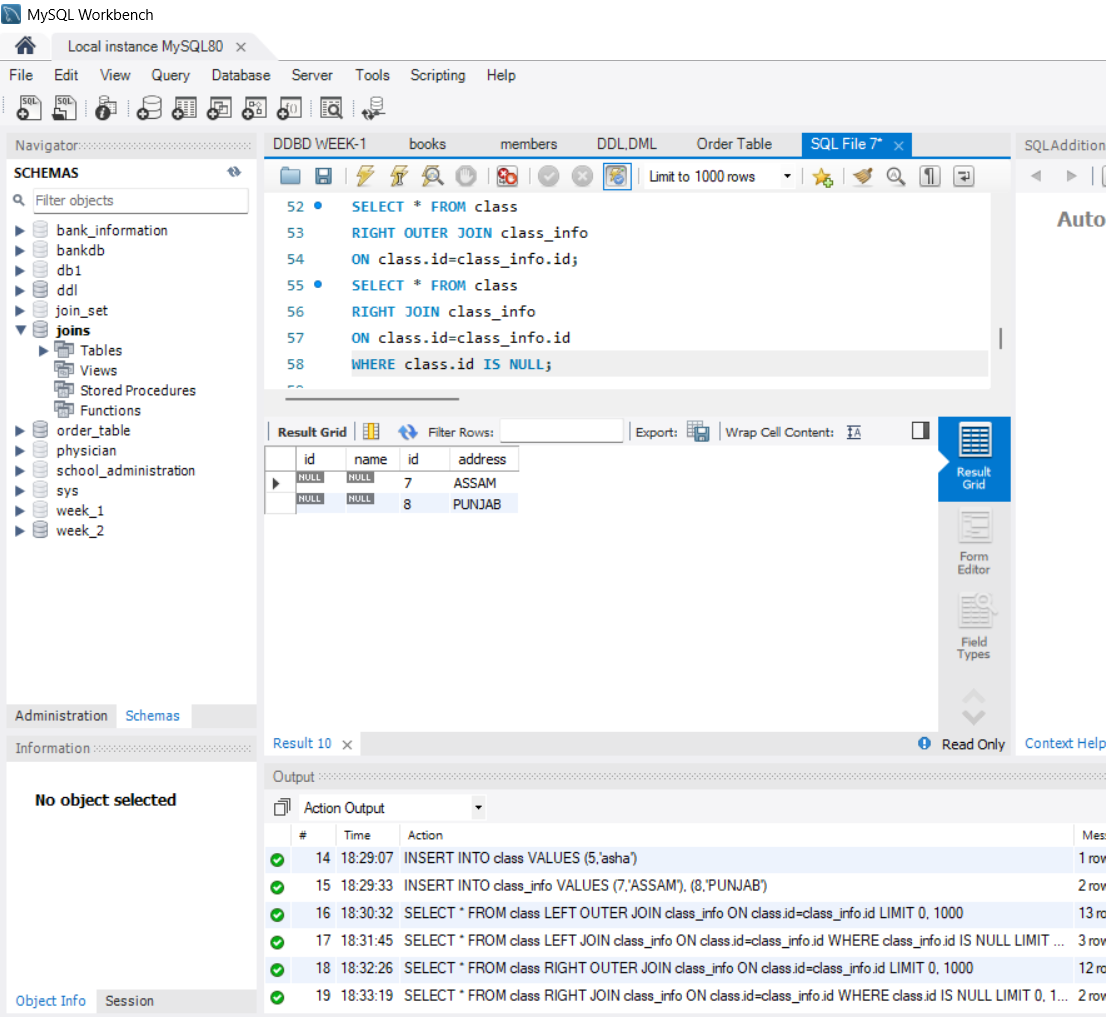 MySQL Workbench
Local instance MySQL80
File Edit View Query Database Server Tools Scripting Help
Navigator
SCHEMAS
Filter objects
bank_information
bankdb
db1
ddl
join_set
joins
Tables
Views
Stored Procedures
Functions
order_table
physician
school_administration
sys
week_1
week_2
Administration Schemas
Information
No object selected
Object Info Session
DDBD WEEK-1 books members DDL,DML Order Table SQL File 7*
Limit to 1000 rows
52 SELECT * FROM class
53 RIGHT OUTER JOIN class_info
54 ON class.id=class_info.id;
55 SELECT * FROM class
56 RIGHT JOIN class_info
57 ON class.id=class_info.id
58 WHERE class.id IS NULL;
Result Grid Filter Rows: Export: Wrap Cell Content:
id name id address
NULL NULL 7 ASSAM
NULL NULL 8 PUNJAB
Result Grid
Form Editor
Field Types
Result 10 Read Only
SQLAddition
Auto
Context Help
Output
Action Output
# Time Action Mes
14 18:29:07 INSERT INTO class VALUES (5,'asha') 1 row
15 18:29:33 INSERT INTO class_info VALUES (7,'ASSAM'), (8,'PUNJAB') 2 row
16 18:30:32 SELECT * FROM class LEFT OUTER JOIN class_info ON class.id=class_info.id LIMIT 0, 1000 13 ro
17 18:31:45 SELECT * FROM class LEFT JOIN class_info ON class.id=class_info.id WHERE class_info.id IS NULL LIMIT ... 3 row
18 18:32:26 SELECT * FROM class RIGHT OUTER JOIN class_info ON class.id=class_info.id LIMIT 0, 1000 12 ro
19 18:33:19 SELECT * FROM class RIGHT JOIN class_info ON class.id=class_info.id WHERE class.id IS NULL LIMIT 0, 1... 2 row